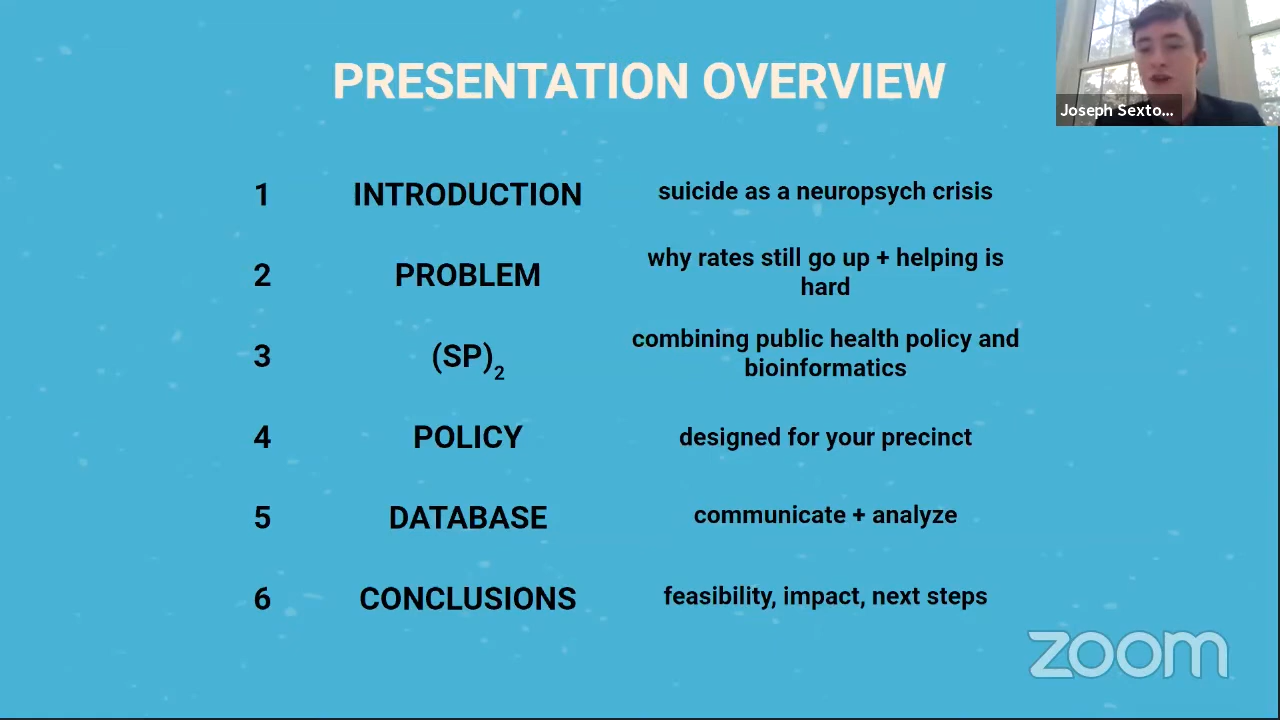 PRESENTATION OVERVIEW
Joseph Sexto...
1 INTRODUCTION suicide as a neuropsych crisis
2 PROBLEM why rates still go up + helping is
hard
3 (SP)2 combining public health policy and
bioinformatics
4 POLICY designed for your precinct
5 DATABASE communicate + analyze
6 CONCLUSIONS feasibility, impact, next steps
zoom